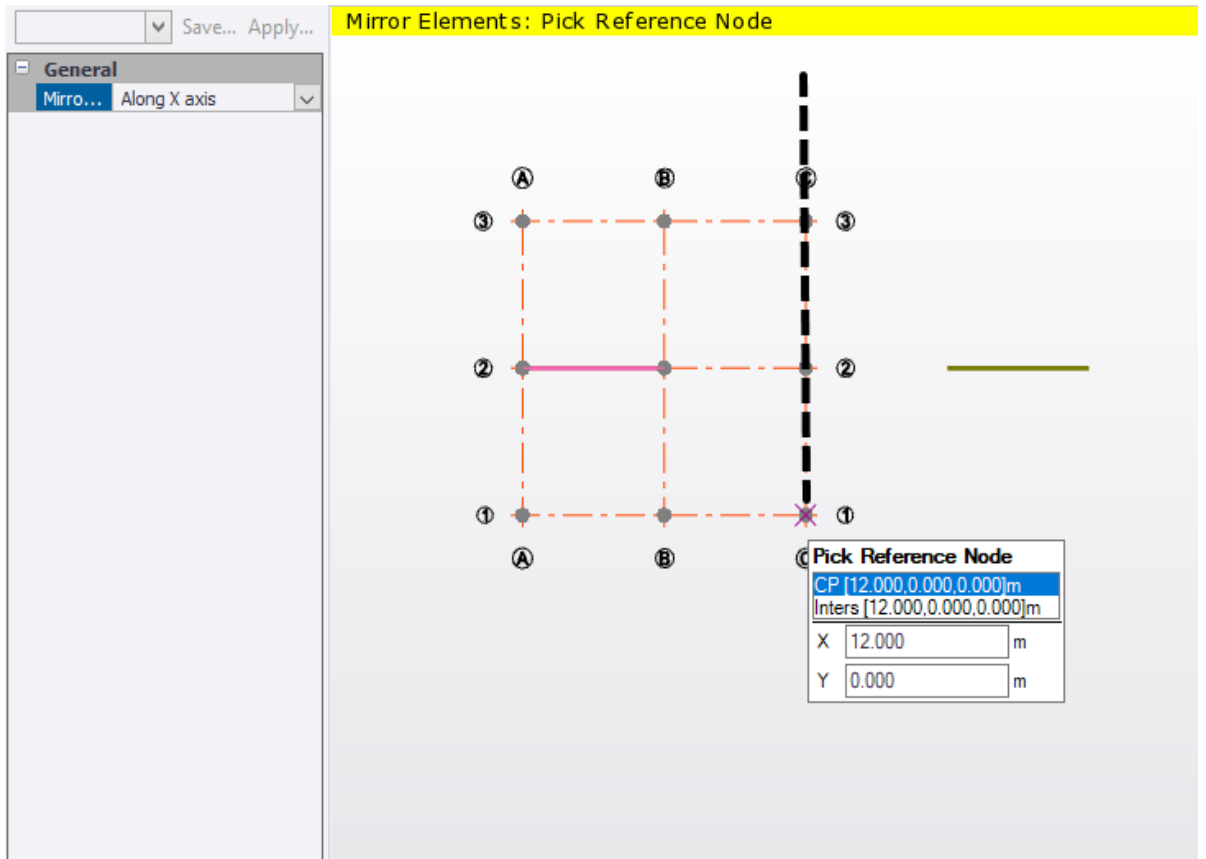 Save... Apply...
Mirror Elements: Pick Reference Node
General
Mirro... Along X axis
A B C
3 3
2 2
1 1
A B C
Pick Reference Node
CP [12.000,0.000,0.000]m
Inters [12.000,0.000,0.000]m
X 12.000 m
Y 0.000 m